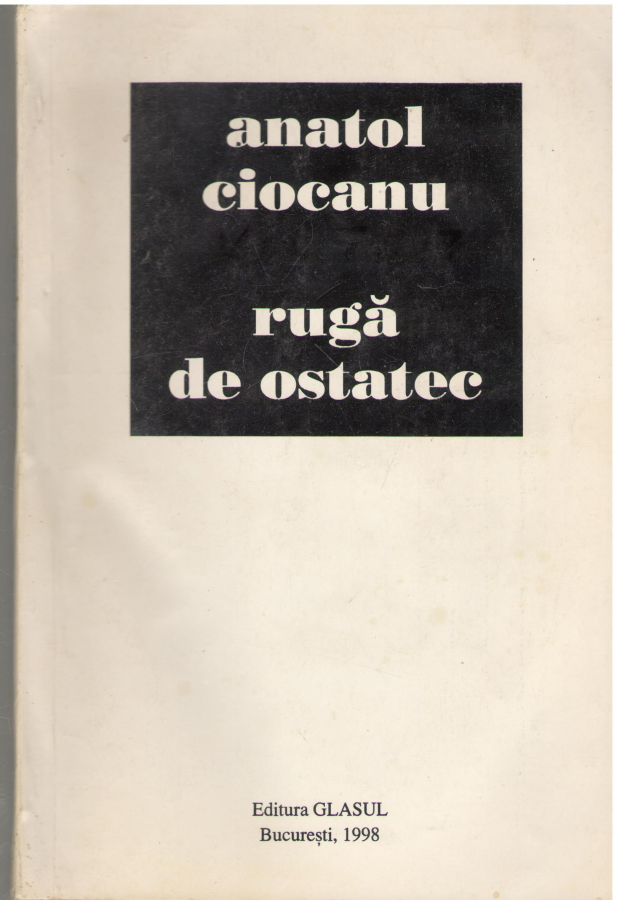 anatol
ciocanu
rugă
de ostatec
Editura GLASUL
București, 1998